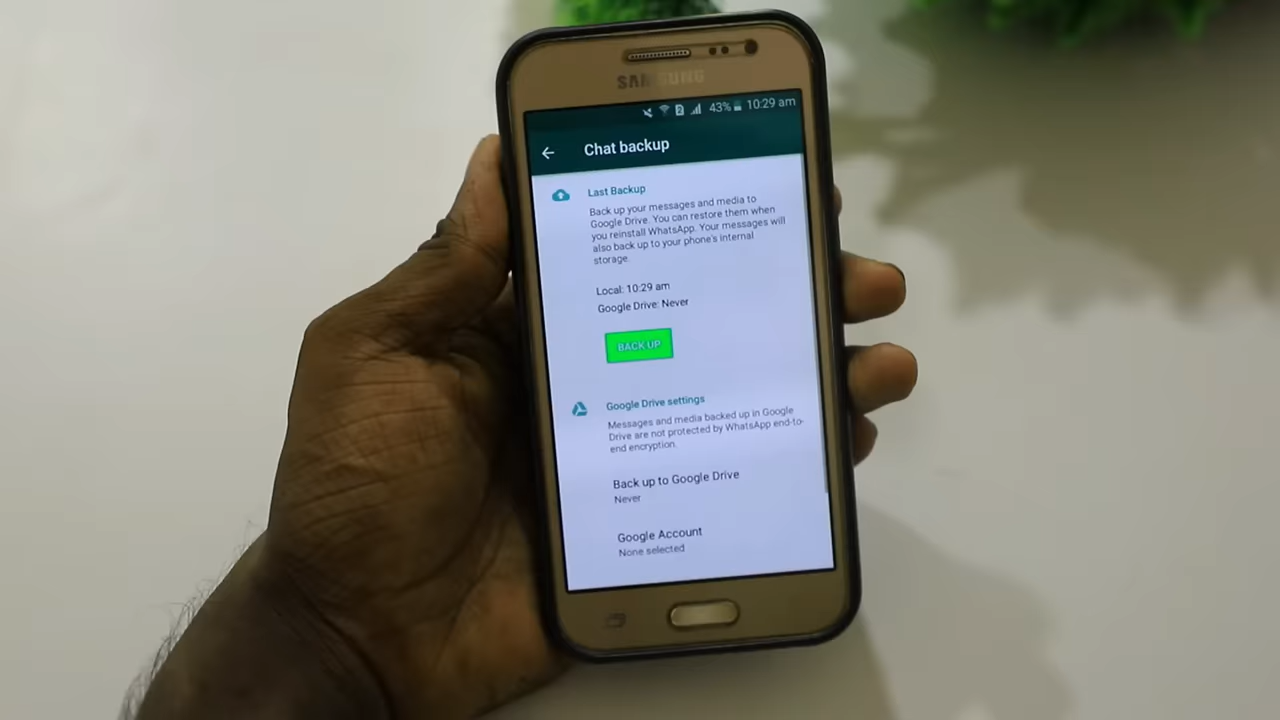 SAMSUNG
43% 10:29 am
Chat backup
Last Backup
Back up your messages and media to
Google Drive. You can restore them when
you reinstall WhatsApp. Your messages will
also back up to your phone's internal
storage.
Local: 10:29 am
Google Drive: Never
BACK UP
Google Drive settings
Messages and media backed up in Google
Drive are not protected by WhatsApp end-to-
end encryption.
Back up to Google Drive
Never
Google Account
None selected